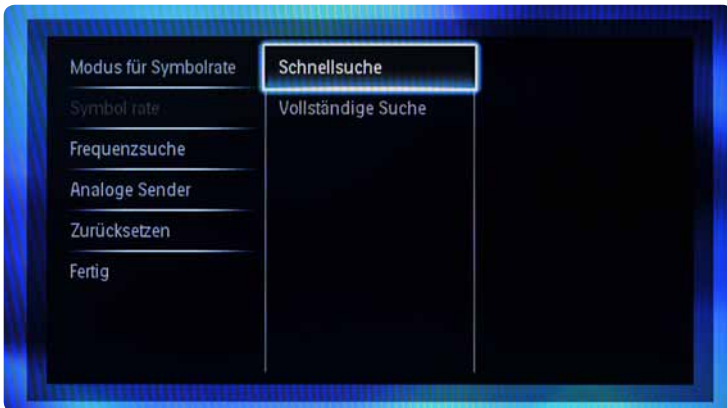 Modus für Symbolrate
Symbol rate
Frequenzsuche
Analoge Sender
Zurücksetzen
Fertig
Schnellsuche
Vollständige Suche